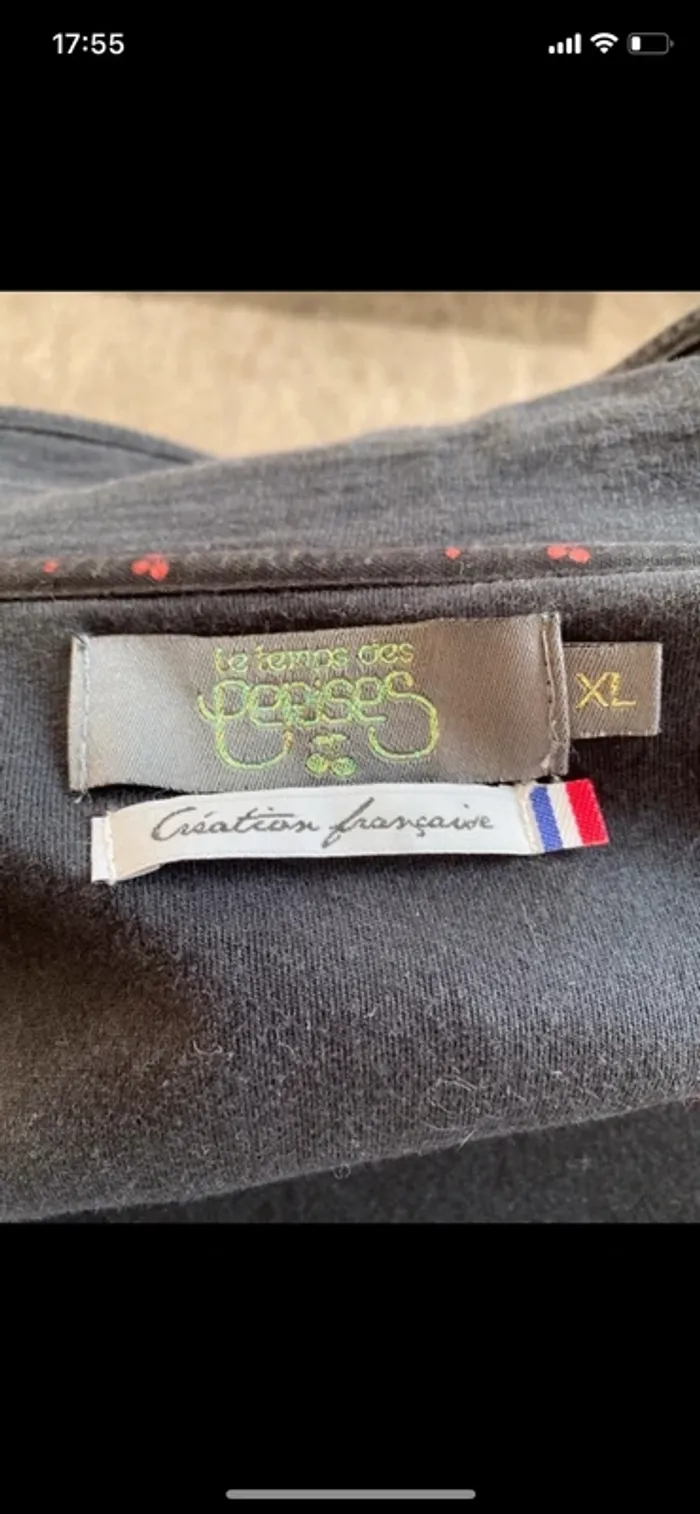 17:55
Le temps des
cerises
XL
Création française